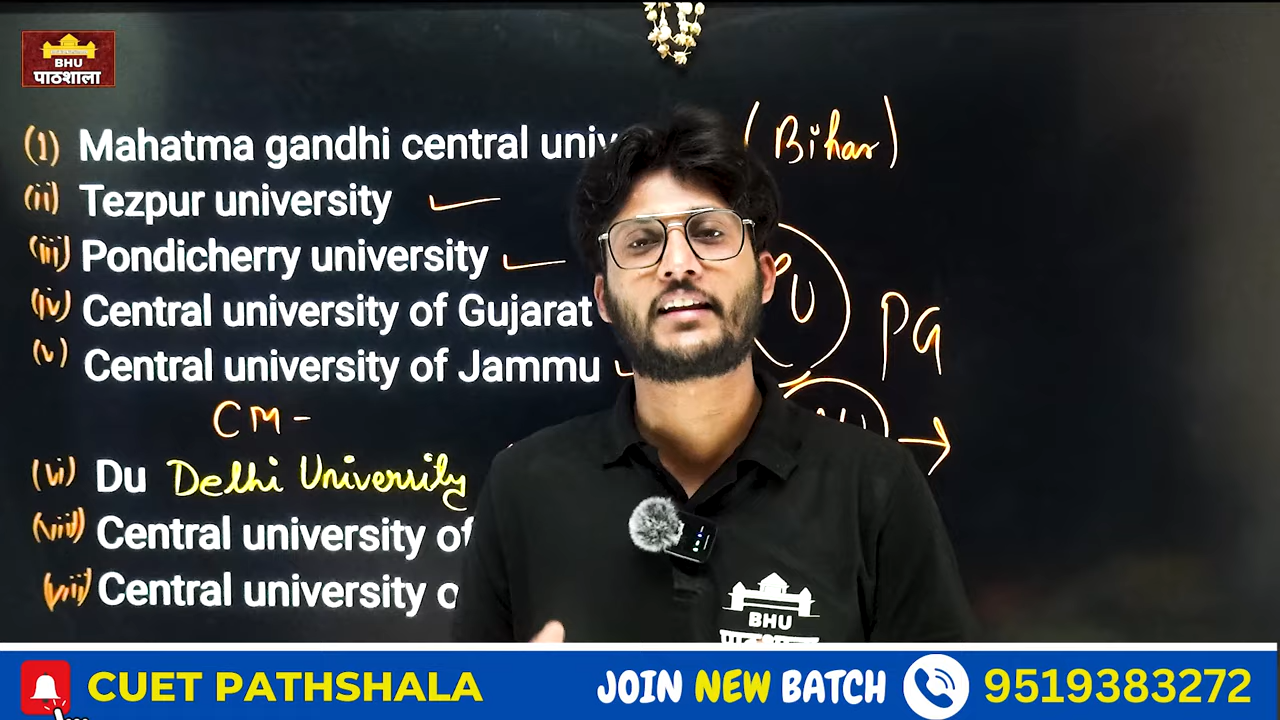 BHU
पाठशाला
(i) Mahatma gandhi central univ (Bihar)
(ii) Tezpur university
(iii) Pondicherry university
(iv) Central university of Gujarat
PG
(v) Central university of Jammu
CM -
(vi) Du Delhi University
(vii) Central university of
Central university
BHU
पाठशाला
CUET PATHSHALA
JOIN NEW BATCH 9519383272